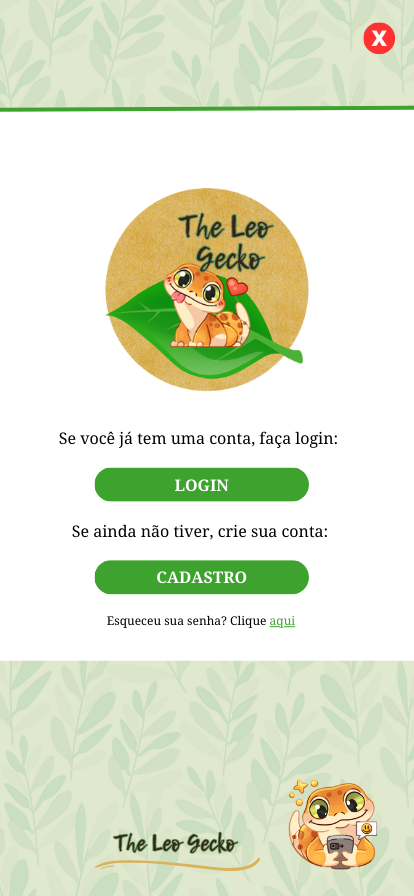 X
The Leo
Gecko
Se você já tem uma conta, faça login:
LOGIN
Se ainda não tiver, crie sua conta:
CADASTRO
Esqueceu sua senha? Clique aqui
The Leo Gecko